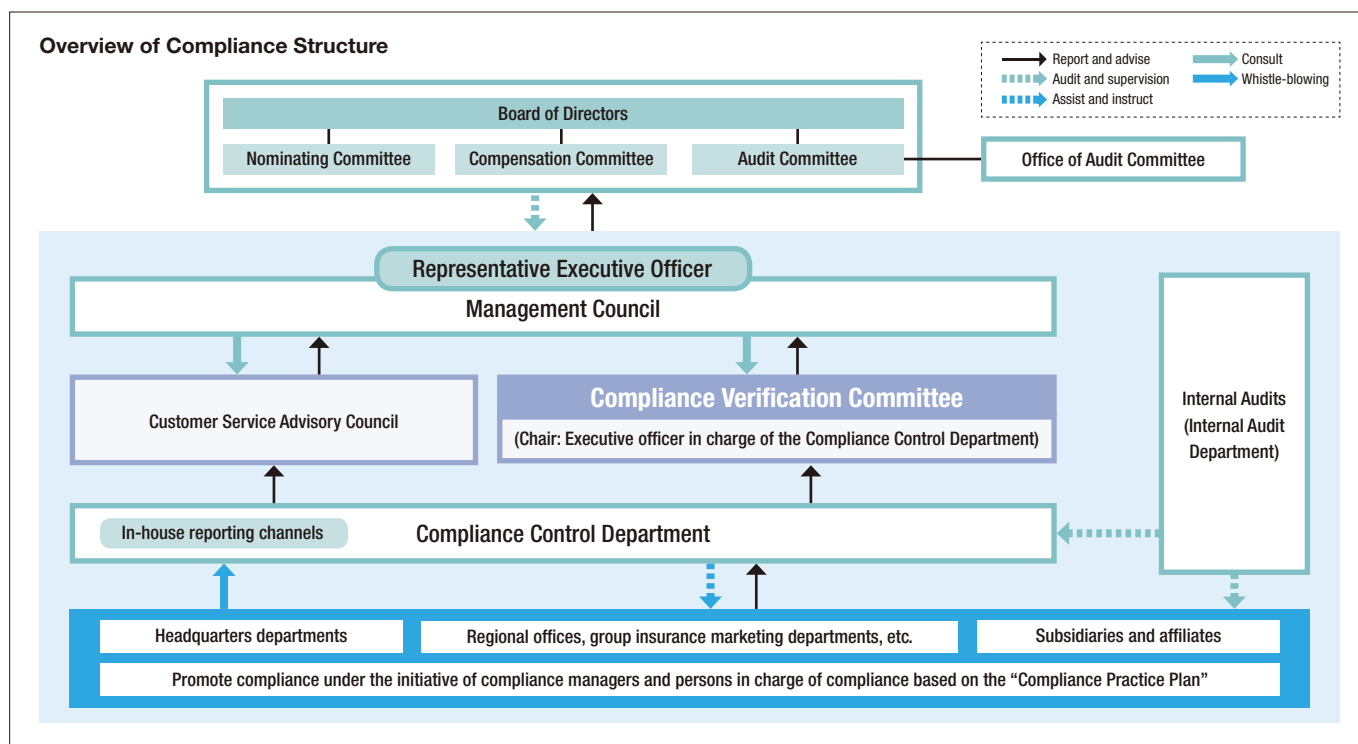 Overview of Compliance Structure
Report and advise
Consult
Audit and supervision
Whistle-blowing
Assist and instruct
Board of Directors
Nominating Committee
Compensation Committee
Audit Committee
Office of Audit Committee
Representative Executive Officer
Management Council
Customer Service Advisory Council
Compliance Verification Committee
(Chair: Executive officer in charge of the Compliance Control Department)
Internal Audits
(Internal Audit
Department)
In-house reporting channels
Compliance Control Department
Headquarters departments
Regional offices, group insurance marketing departments, etc.
Subsidiaries and affiliates
Promote compliance under the initiative of compliance managers and persons in charge of compliance based on the “Compliance Practice Plan”